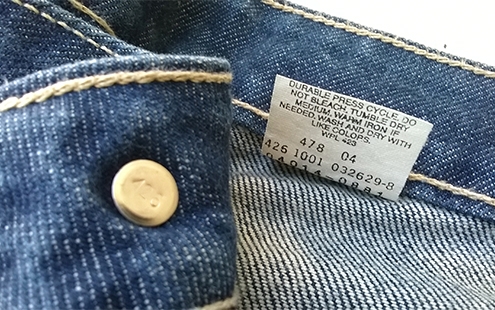 DURABLE PRESS CYCLE. DO
NOT BLEACH. TUMBLE DRY
MEDIUM. WARM IRON IF
NEEDED. WASH AND DRY WITH
LIKE COLORS.
WPL 423
478 04
426 1001 032629-8